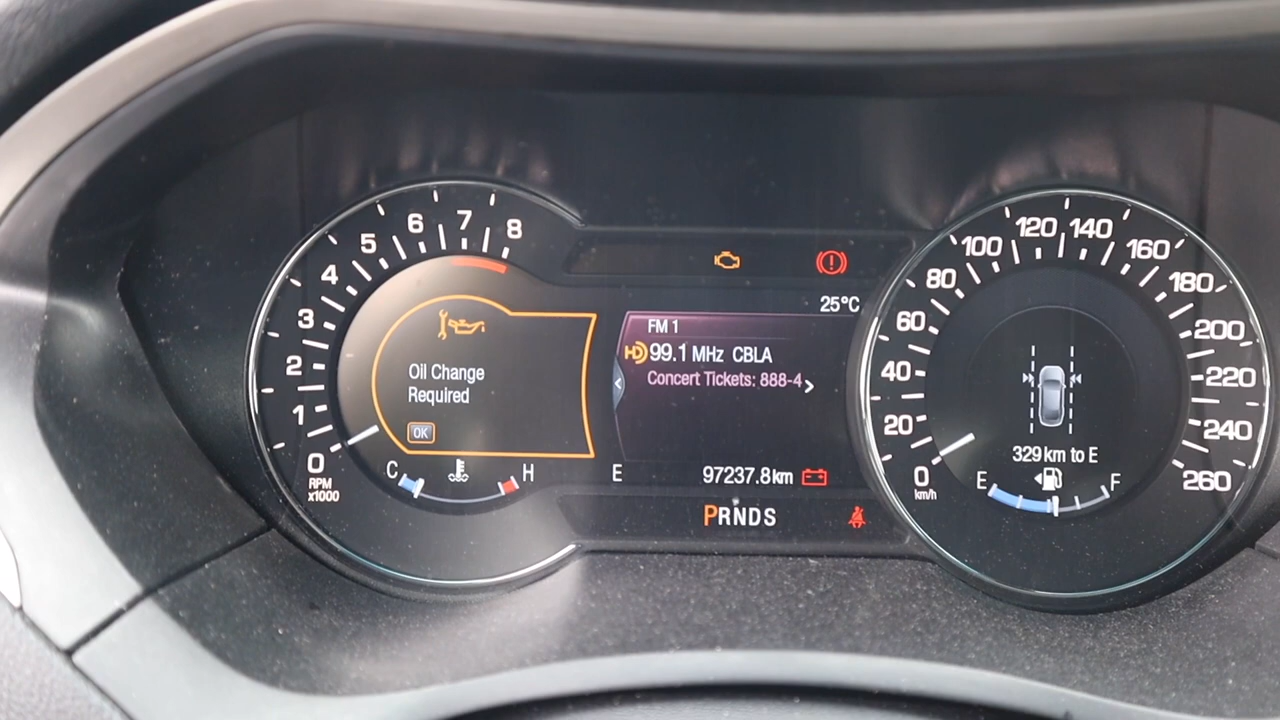 0
1
2
3
4
5
6
7
8
RPM
x1000
Oil Change
Required
OK
C
H
25°C
FM 1
HD 99.1 MHz CBLA
Concert Tickets: 888-4
E
97237.8km
PRNDS
0
20
40
60
80
100
120
140
160
180
200
220
240
260
km/h
329 km to E
E
F